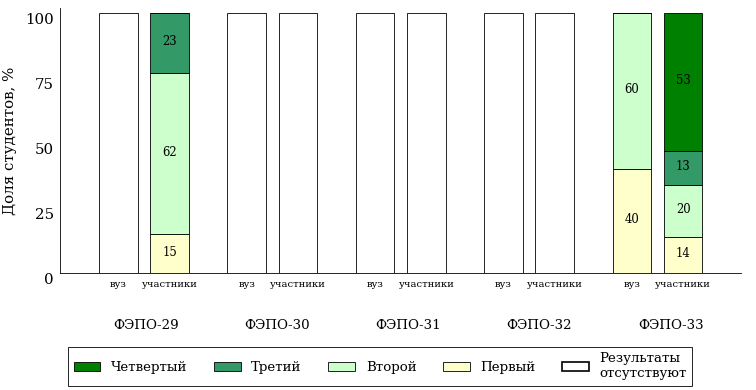 Доля студентов, %
100
75
50
25
0
23
62
15
60
40
53
13
20
14
вуз участники вуз участники вуз участники вуз участники вуз участники
ФЭПО-29 ФЭПО-30 ФЭПО-31 ФЭПО-32 ФЭПО-33
Четвертый Третий Второй Первый Результаты
отсутствуют